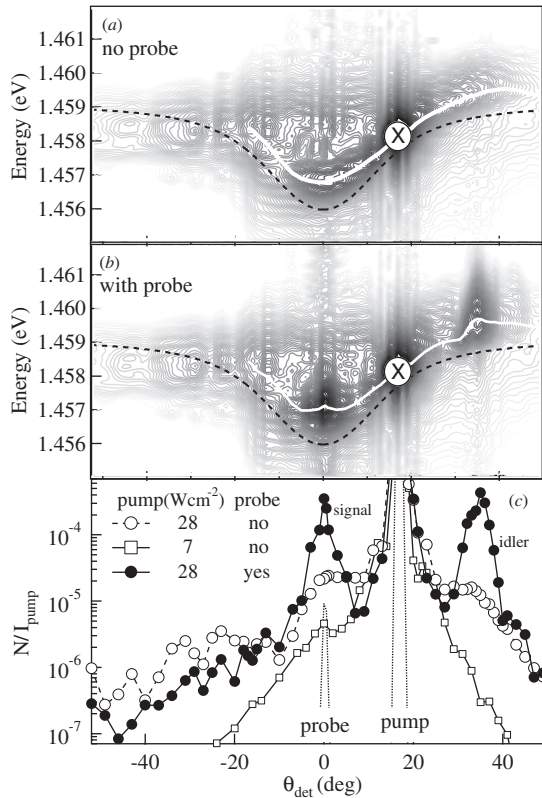 (a)
no probe
1.461
1.460
1.459
1.458
1.457
1.456
Energy (eV)
X
(b)
with probe
1.461
1.460
1.459
1.458
1.457
1.456
Energy (eV)
X
(c)
pump(Wcm⁻²) probe
28 no
7 no
28 yes
signal
idler
probe
pump
10⁻⁴
10⁻⁵
10⁻⁶
10⁻⁷
N/I_pump
-40 -20 0 20 40
θ_det (deg)